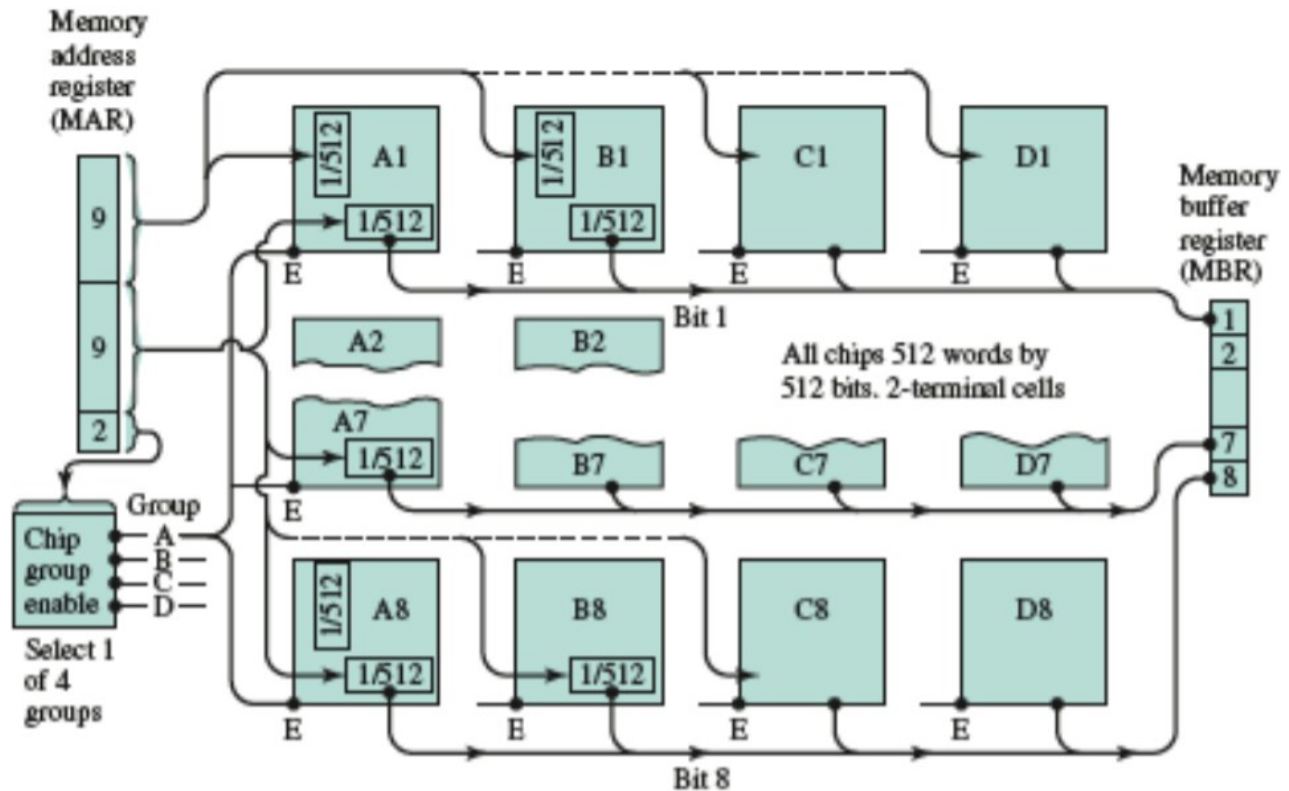 Memory
address
register
(MAR)
9
9
2
Chip
group
enable
Select 1
of 4
groups
Group
A
B
C
D
1/512
A1
1/512
E
1/512
B1
1/512
E
C1
E
D1
E
Bit 1
A2
B2
All chips 512 words by
512 bits. 2-terminal cells
A7
1/512
E
B7
C7
D7
1/512
A8
1/512
E
B8
1/512
E
C8
E
D8
E
Bit 8
Memory
buffer
register
(MBR)
1
2
7
8